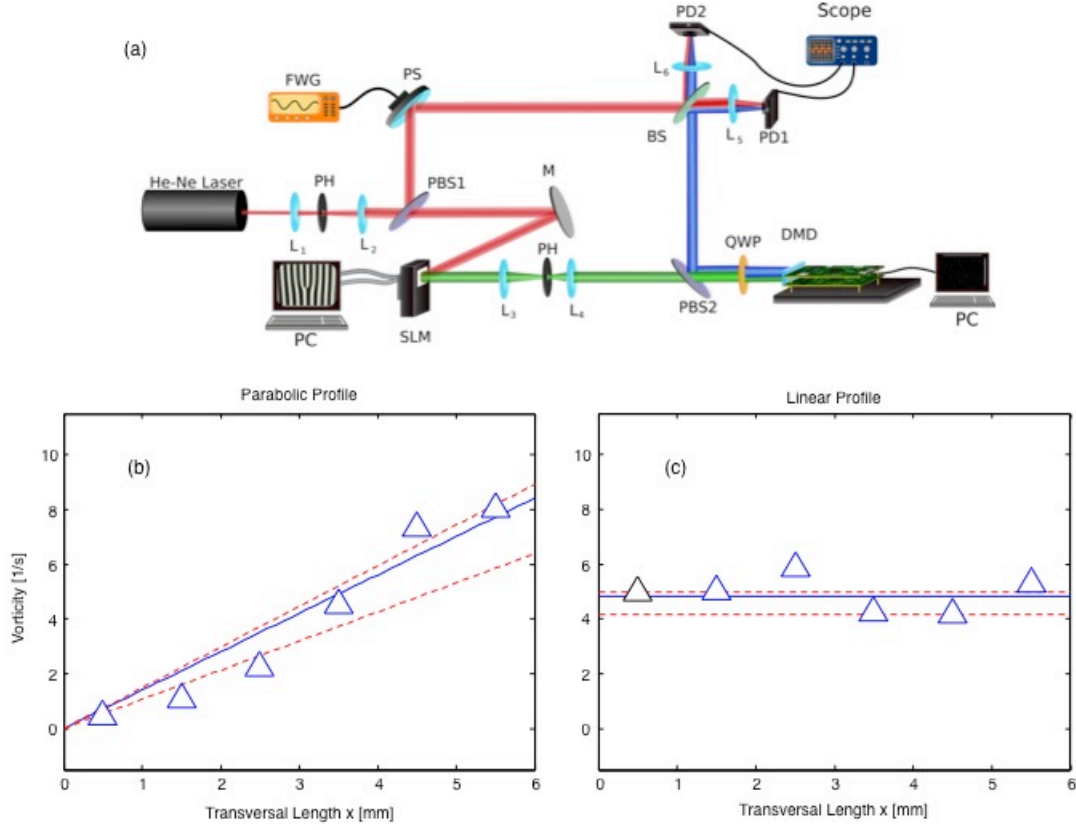 (a)
PD2
Scope
FWG
PS
L6
BS
L5
PD1
He-Ne Laser
PH
PBS1
M
L1
L2
PH
QWP
DMD
PC
SLM
L3
L4
PBS2
PC
Parabolic Profile
(b)
10
8
6
4
2
0
Vorticity [1/s]
0 1 2 3 4 5 6
Transversal Length x [mm]
Linear Profile
(c)
10
8
6
4
2
0
0 1 2 3 4 5 6
Transversal Length x [mm]